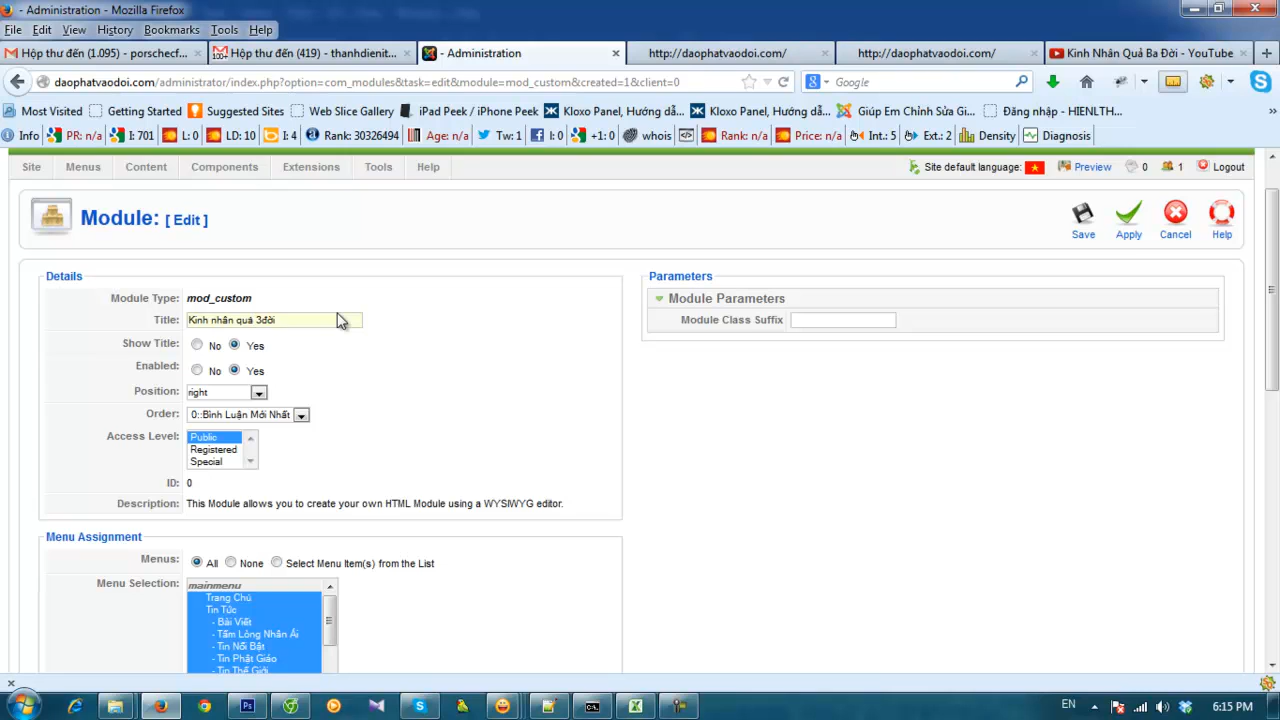 - Administration - Mozilla Firefox
File Edit View History Bookmarks Tools Help
Hộp thư đến (1.095) - porschecf... × Hộp thư đến (419) - thanhdienit... × - Administration × http://daophatvaodoi.com/ × http://daophatvaodoi.com/ × Kinh Nhân Quả Ba Đời - YouTube ×
daophatvaodoi.com/administrator/index.php?option=com_modules&task=edit&module=mod_custom&created=1&client=0 Google
Most Visited Getting Started Suggested Sites Web Slice Gallery iPad Peek / iPhone Peek Kloxo Panel, Hướng dẫ... Kloxo Panel, Hướng dẫ... Giúp Em Chỉnh Sửa Gi... Đăng nhập - HIENLTH...
Info PR: n/a I: 701 L: 0 LD: 10 I: 4 Rank: 30326494 Age: n/a Tw: 1 I: 0 +1: 0 whois Rank: n/a Price: n/a Int.: 5 Ext.: 2 Density Diagnosis
Site Menus Content Components Extensions Tools Help Site default language: Preview 0 1 Logout
Module: [ Edit ]
Save Apply Cancel Help
Details
Module Type: mod_custom
Title: Kinh nhân quả 3đời
Show Title: No Yes
Enabled: No Yes
Position: right
Order: 0::Bình Luận Mới Nhất
Access Level: Public
Registered
Special
ID: 0
Description: This Module allows you to create your own HTML Module using a WYSIWYG editor.
Parameters
Module Parameters
Module Class Suffix
Menu Assignment
Menus: All None Select Menu Item(s) from the List
Menu Selection: mainmenu
Trang Chủ
Tin Tức
- Bài Viết
- Tấm Lòng Nhân Ái
- Tin Nổi Bật
- Tin Phật Giáo
- Tin Thế Giới
EN 6:15 PM